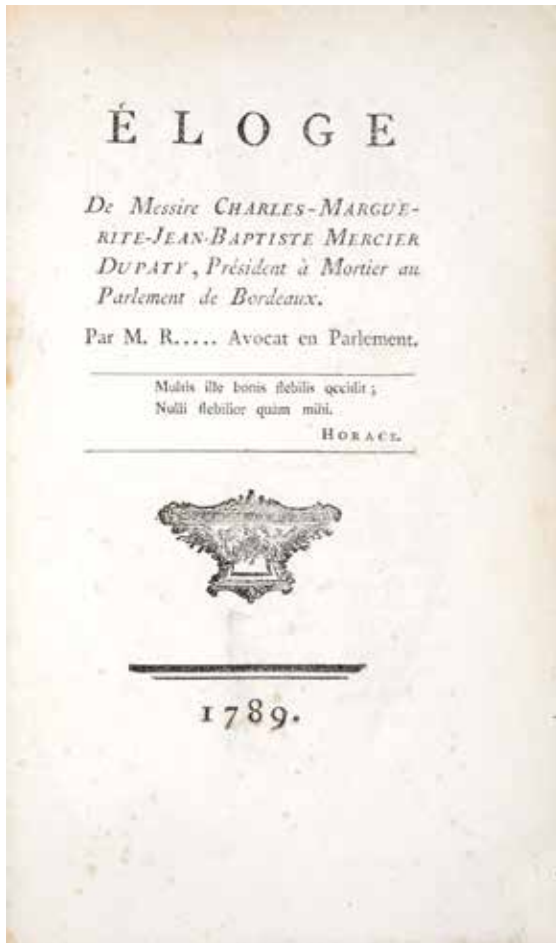 ÉLOGE
De Messire CHARLES-MARGUE-
RITE-JEAN-BAPTISTE MERCIER
DUPATY, Président à Mortier au
Parlement de Bordeaux.
Par M. R..... Avocat en Parlement.
Multis ille bonis flebilis occidit ;
Nulli flebilior quàm mihi.
HORACE.
1789.